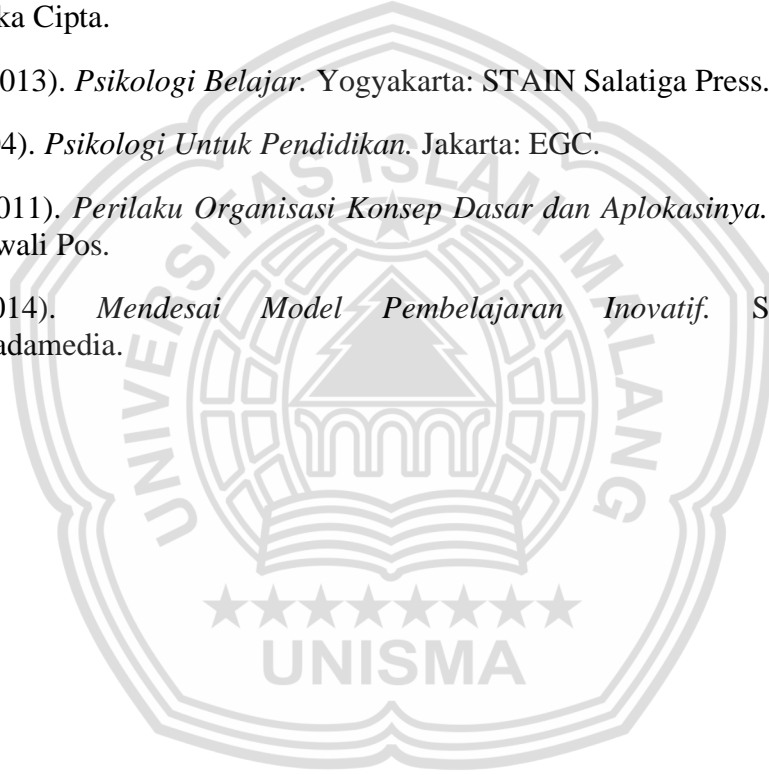 ka Cipta.
013). Psikologi Belajar. Yogyakarta: STAIN Salatiga Press.
04). Psikologi Untuk Pendidikan. Jakarta: EGC.
011). Perilaku Organisasi Konsep Dasar dan Aplokasinya.
wali Pos.
014). Mendesai Model Pembelajaran Inovatif. S
adamedia.
UNIVERSITAS ISLAM MALANG
UNISMA